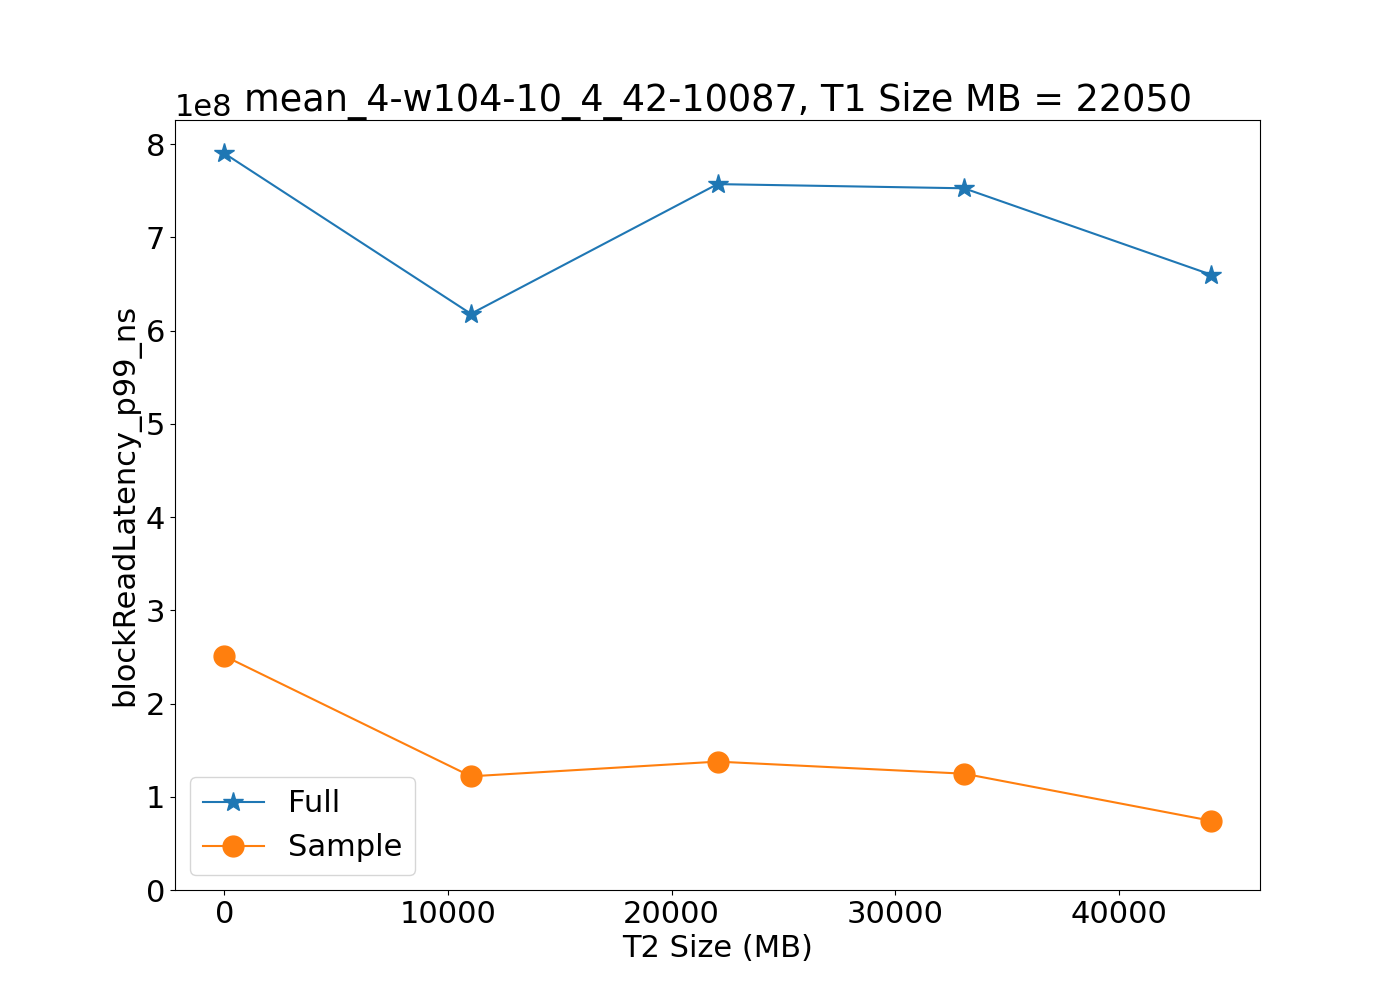 1e8
mean_4-w104-10_4_42-10087, T1 Size MB = 22050
blockReadLatency_p99_ns
8
7
6
5
4
3
2
1
0
Full
Sample
0 10000 20000 30000 40000
T2 Size (MB)